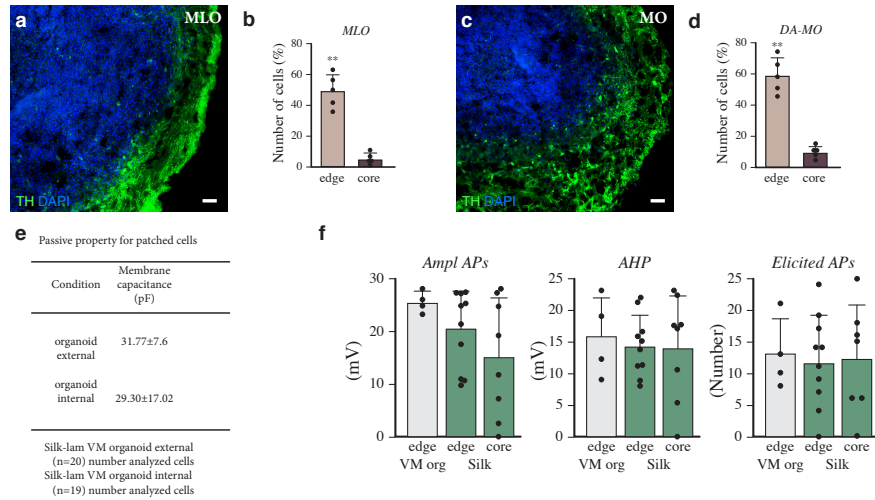 a
MLO
TH DAPI
b
MLO
Number of cells (%)
80
60
40
20
0
**
edge core
c
MO
TH DAPI
d
DA-MO
Number of cells (%)
80
60
40
20
0
**
edge core
e
Passive property for patched cells
Condition
Membrane
capacitance
(pF)
organoid
external
31.77±7.6
organoid
internal
29.30±17.02
Silk-lam VM organoid external
(n=20) number analyzed cells
Silk-lam VM organoid internal
(n=19) number analyzed cells
f
Ampl APs
(mV)
30
20
10
0
edge edge core
VM org Silk
AHP
(mV)
25
20
15
10
5
0
edge edge core
VM org Silk
Elicited APs
(Number)
25
20
15
10
5
0
edge edge core
VM org Silk